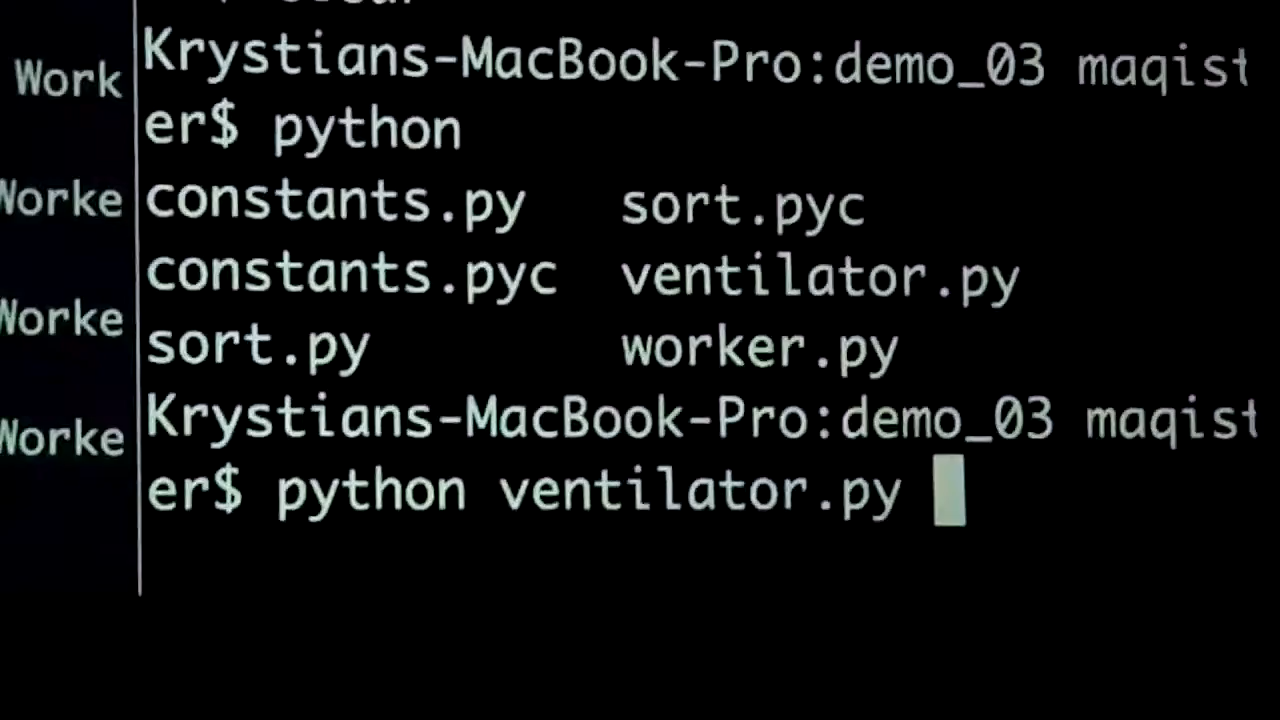 Krystians-MacBook-Pro:demo_03 maqist
er$ python
constants.py sort.pyc
constants.pyc ventilator.py
sort.py worker.py
Krystians-MacBook-Pro:demo_03 maqist
er$ python ventilator.py
Work
Worke
Worke
Worke